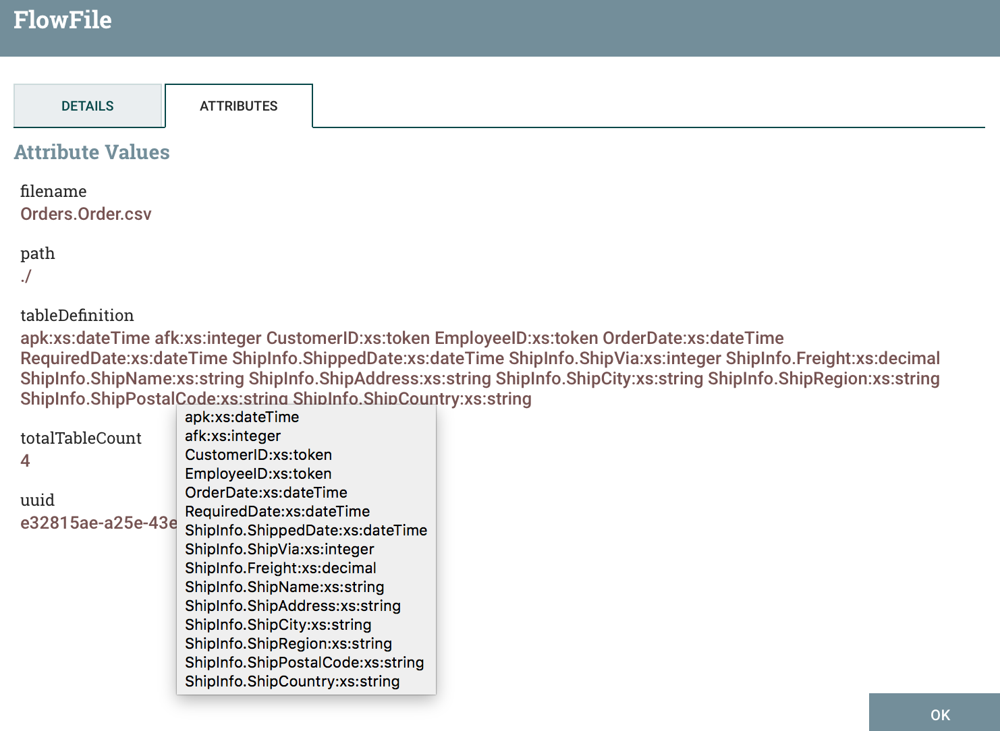 FlowFile
DETAILS
ATTRIBUTES
Attribute Values
filename
Orders.Order.csv
path
./
tableDefinition
apk:xs:dateTime afk:xs:integer CustomerID:xs:token EmployeeID:xs:token OrderDate:xs:dateTime
RequiredDate:xs:dateTime ShipInfo.ShippedDate:xs:dateTime ShipInfo.ShipVia:xs:integer ShipInfo.Freight:xs:decimal
ShipInfo.ShipName:xs:string ShipInfo.ShipAddress:xs:string ShipInfo.ShipCity:xs:string ShipInfo.ShipRegion:xs:string
ShipInfo.ShipPostalCode:xs:string ShipInfo.ShipCountry:xs:string
totalTableCount
4
uuid
e32815ae-a25e-43e
apk:xs:dateTime
afk:xs:integer
CustomerID:xs:token
EmployeeID:xs:token
OrderDate:xs:dateTime
RequiredDate:xs:dateTime
ShipInfo.ShippedDate:xs:dateTime
ShipInfo.ShipVia:xs:integer
ShipInfo.Freight:xs:decimal
ShipInfo.ShipName:xs:string
ShipInfo.ShipAddress:xs:string
ShipInfo.ShipCity:xs:string
ShipInfo.ShipRegion:xs:string
ShipInfo.ShipPostalCode:xs:string
ShipInfo.ShipCountry:xs:string
OK